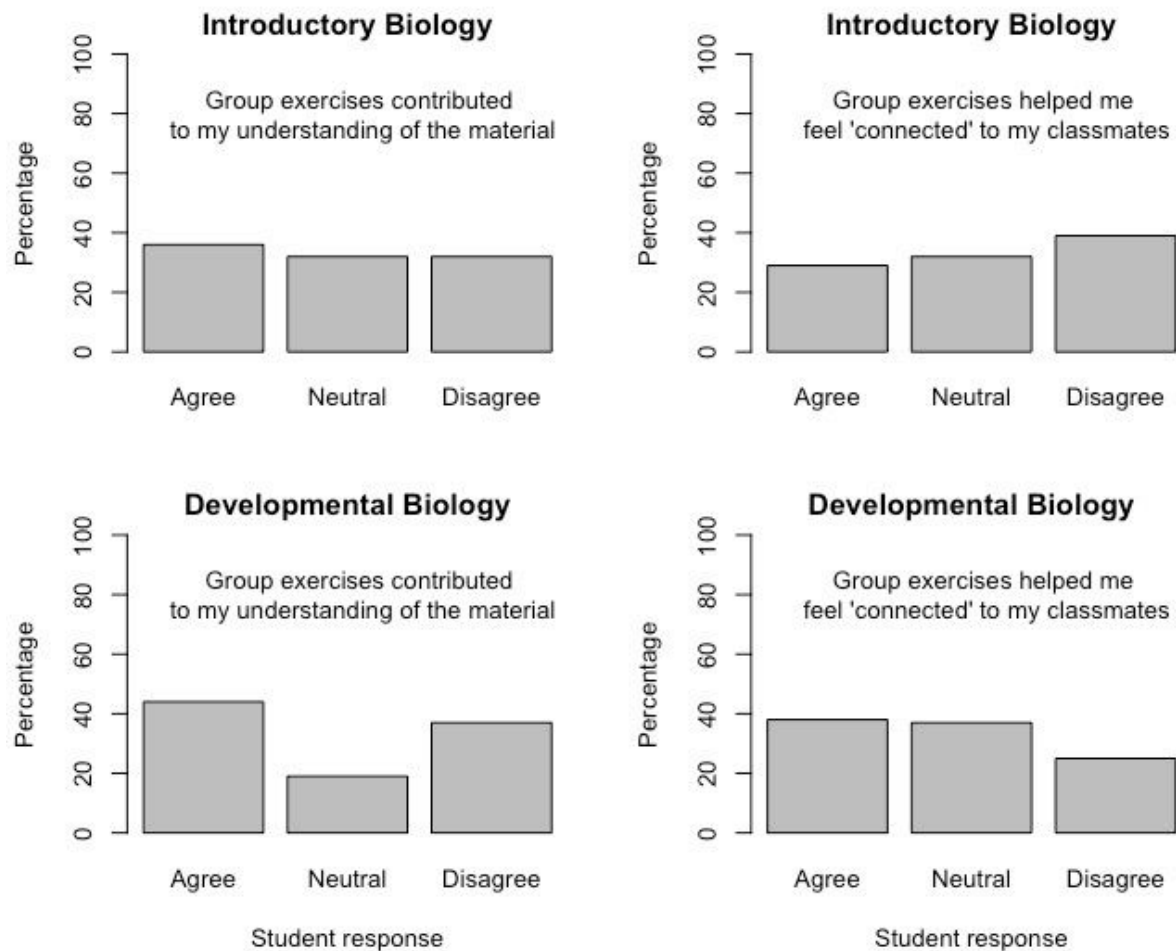 Introductory Biology
Group exercises contributed
to my understanding of the material
Percentage
100
80
60
40
20
0
Agree Neutral Disagree
Introductory Biology
Group exercises helped me
feel 'connected' to my classmates
Percentage
100
80
60
40
20
0
Agree Neutral Disagree
Developmental Biology
Group exercises contributed
to my understanding of the material
Percentage
100
80
60
40
20
0
Agree Neutral Disagree
Student response
Developmental Biology
Group exercises helped me
feel 'connected' to my classmates
Percentage
100
80
60
40
20
0
Agree Neutral Disagree
Student response